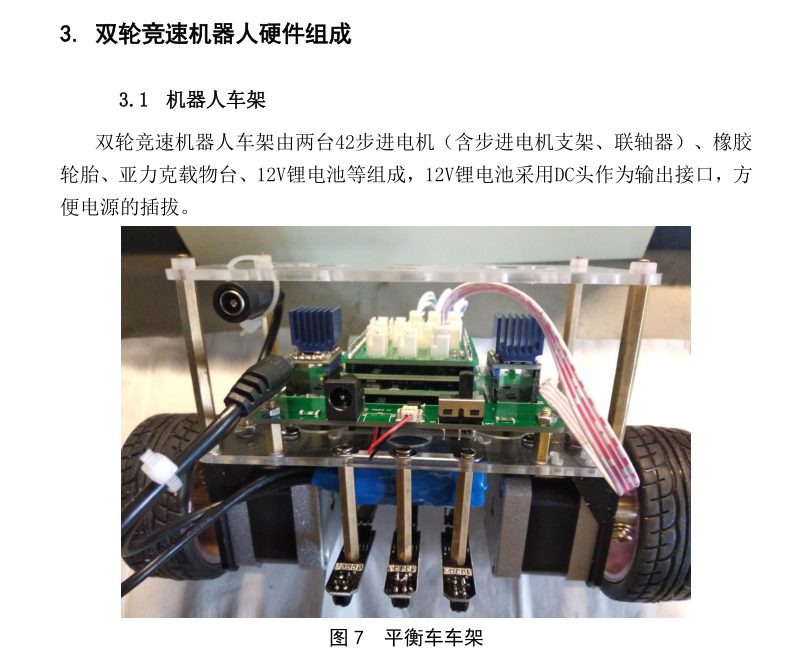 3. 双轮竞速机器人硬件组成
3.1 机器人车架
双轮竞速机器人车架由两台42步进电机（含步进电机支架、联轴器）、橡胶
轮胎、亚力克载物台、12V锂电池等组成，12V锂电池采用DC头作为输出接口，方
便电源的插拔。
图 7 平衡车车架